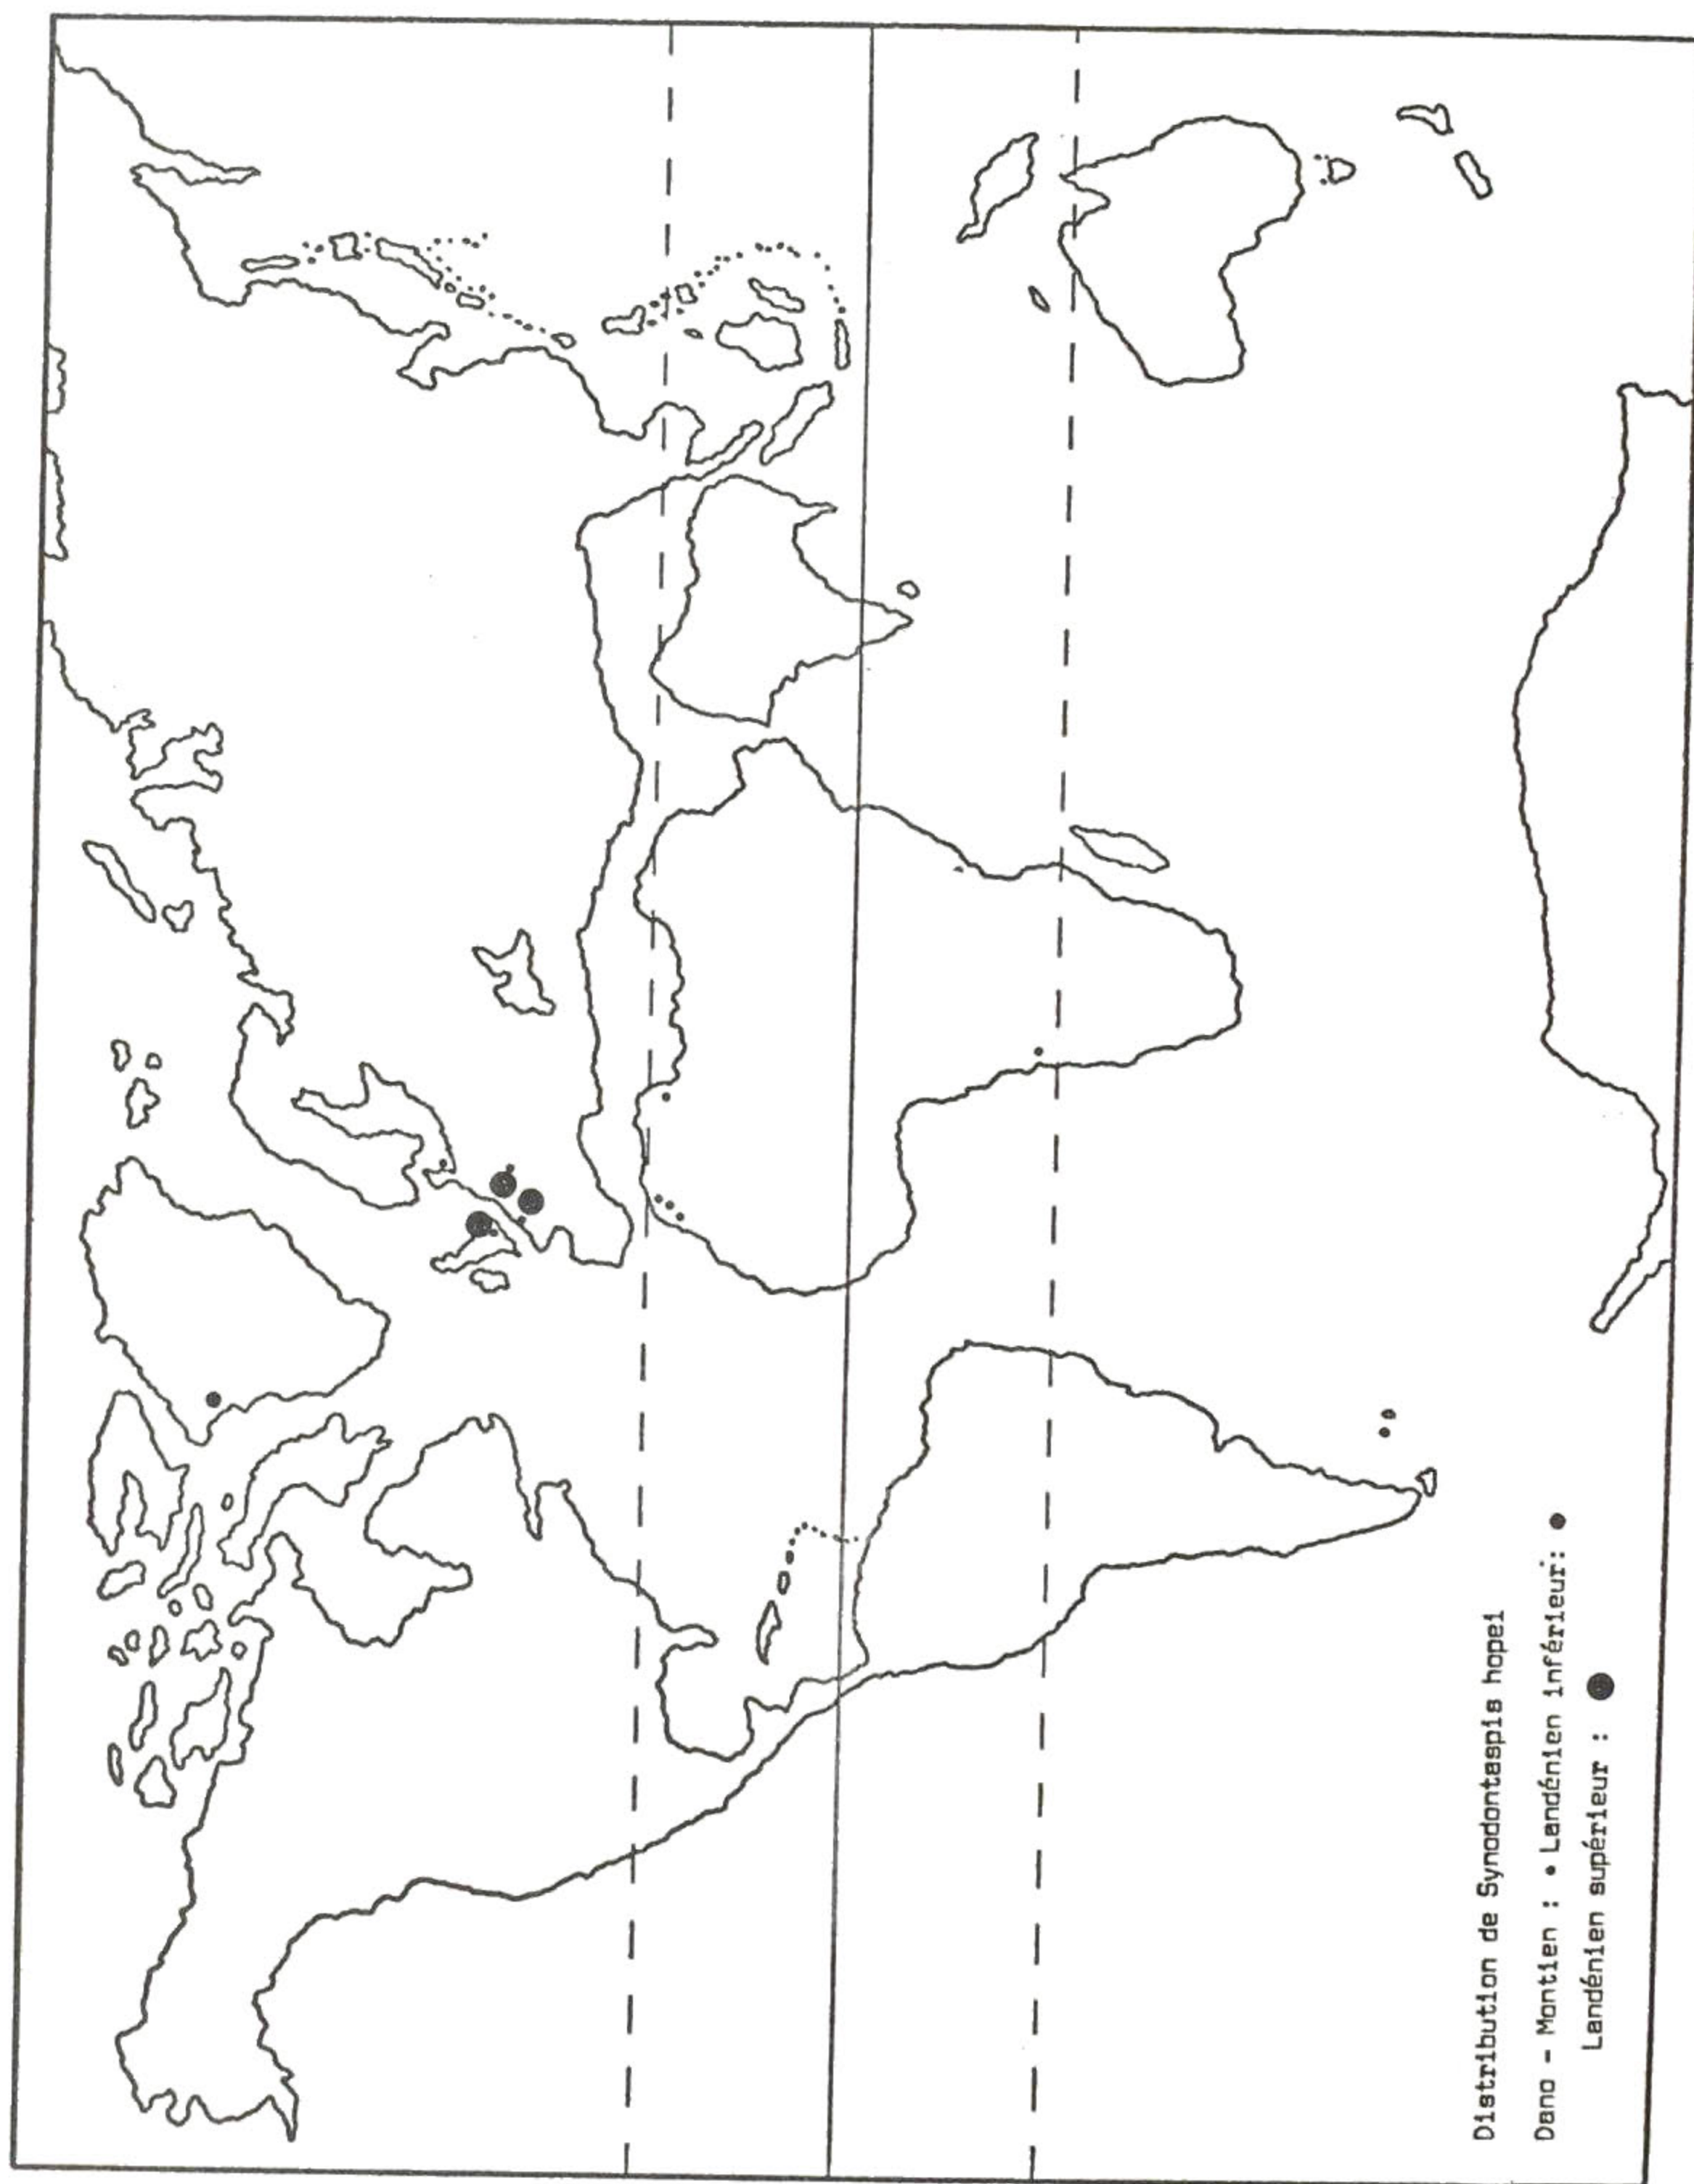 Distribution de Synodontaspis hopei
Dano - Montien : • Landénien inférieur: ●
Landénien supérieur : ●